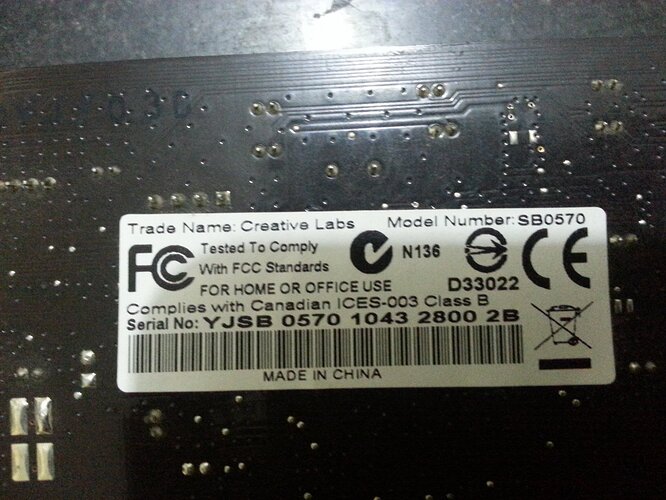 Trade Name: Creative Labs Model Number: SB0570
FC Tested To Comply
With FCC Standards
FOR HOME OR OFFICE USE
N136
D33022
CE
Complies with Canadian ICES-003 Class B
Serial No: YJSB 0570 1043 2800 2B
MADE IN CHINA